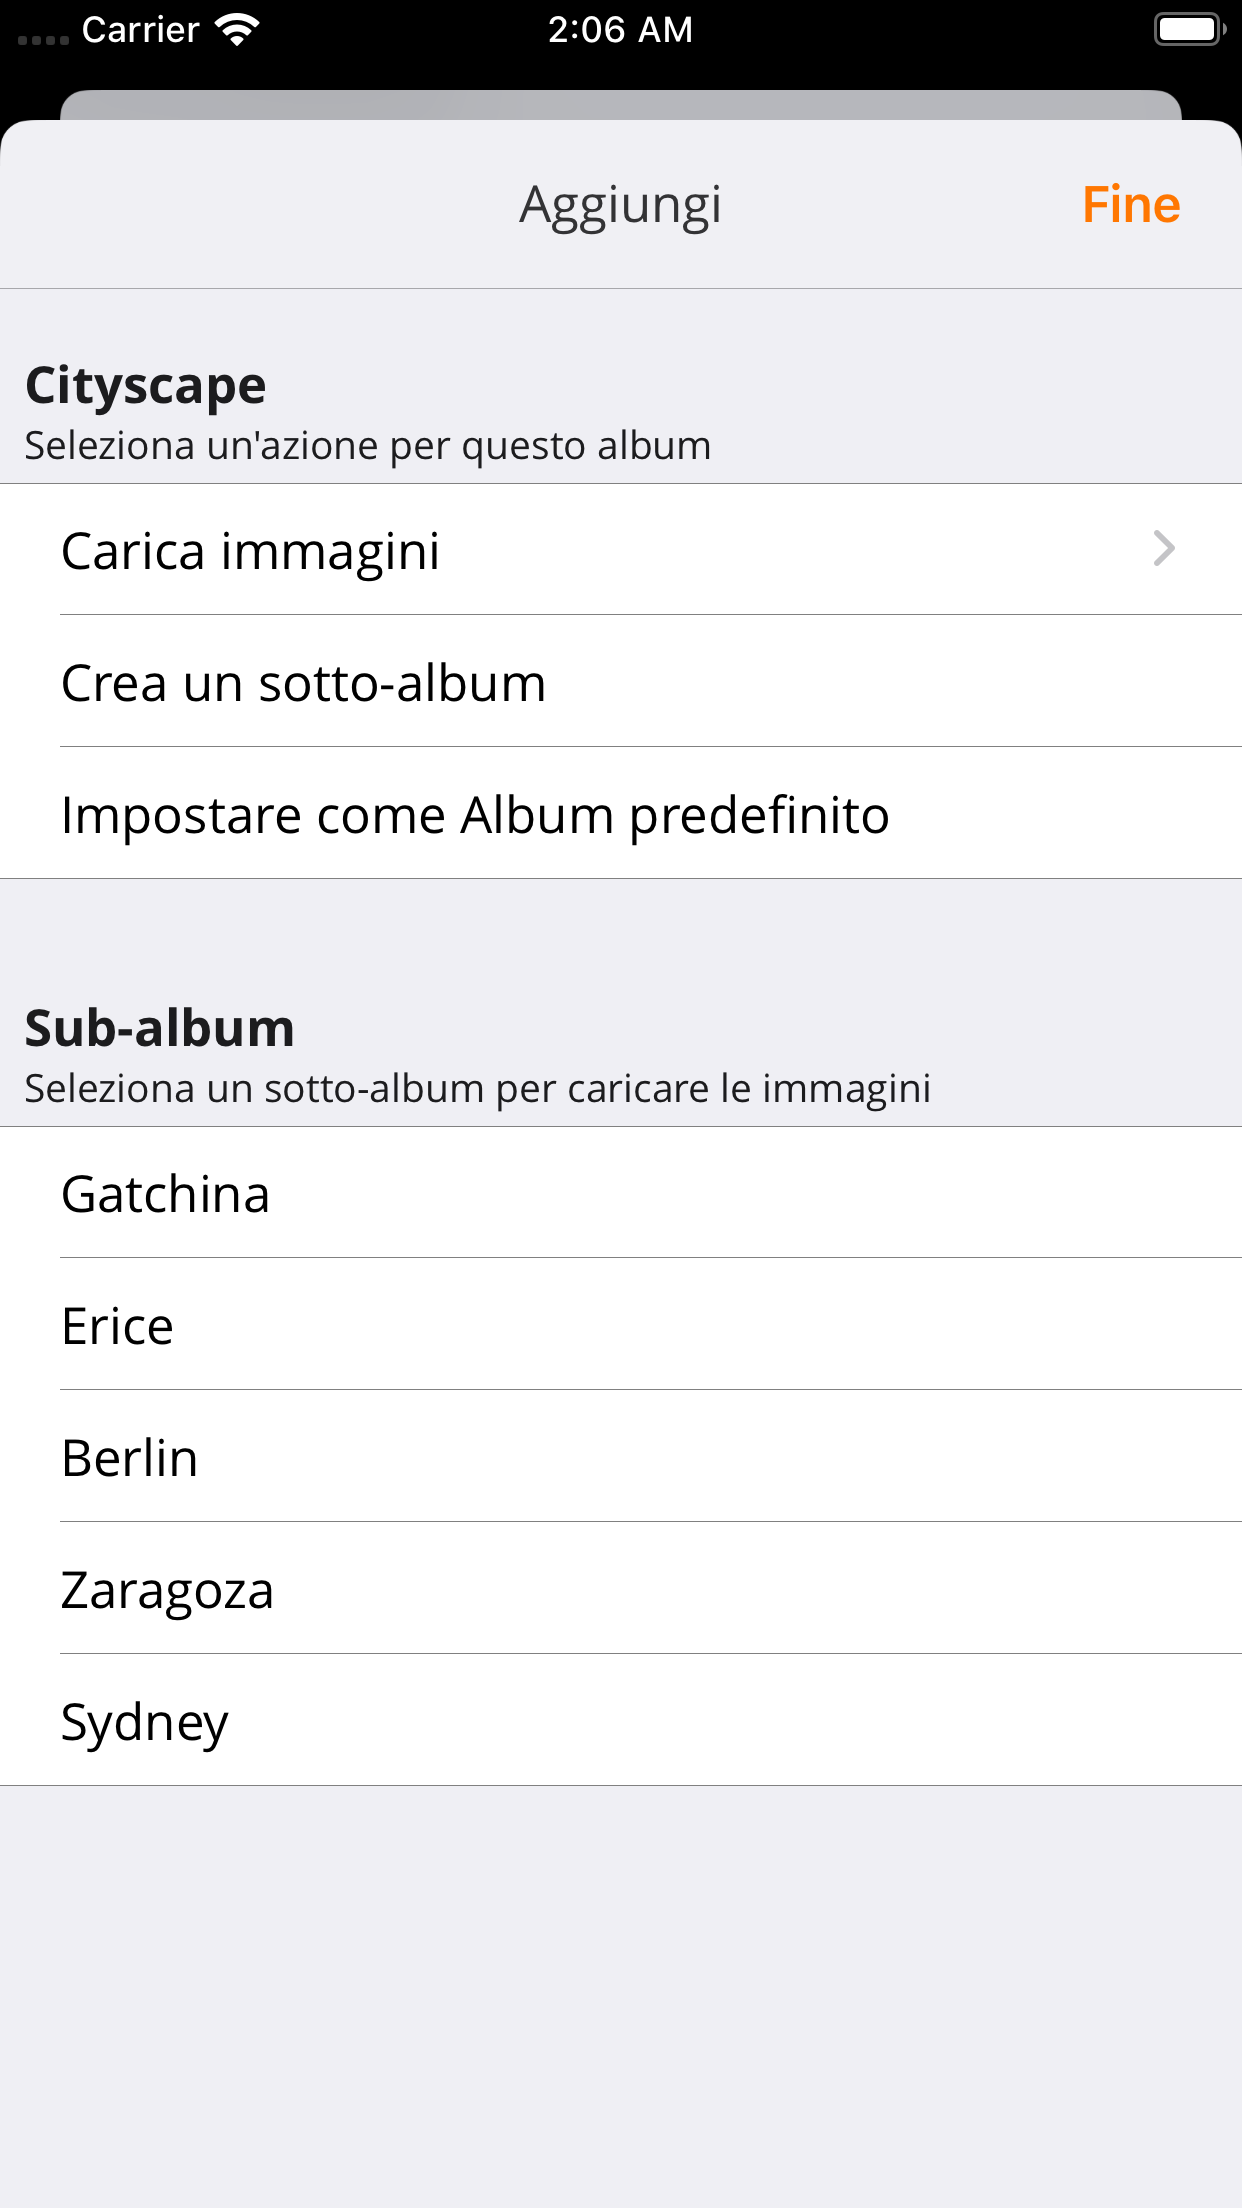 Carrier 2:06 AM
Aggiungi Fine
Cityscape
Seleziona un'azione per questo album
Carica immagini
Crea un sotto-album
Impostare come Album predefinito
Sub-album
Seleziona un sotto-album per caricare le immagini
Gatchina
Erice
Berlin
Zaragoza
Sydney